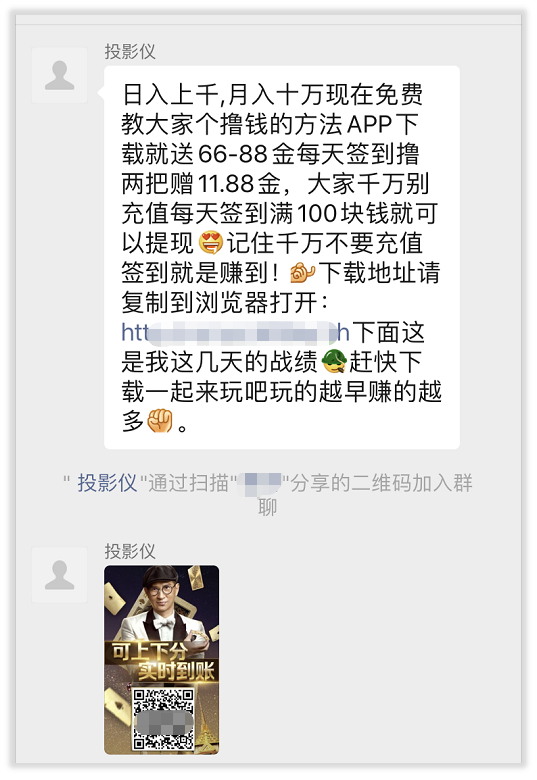 投影仪
日入上千,月入十万现在免费
教大家个撸钱的方法APP下
载就送66-88金每天签到撸
两把赠11.88金，大家千万别
充值每天签到满100块钱就可
以提现😍记住千万不要充值
签到就是赚到！下载地址请
复制到浏览器打开：
htt h下面这
是我这几天的战绩赶快下
载一起来玩吧玩的越早赚的越
多✊。
"投影仪"通过扫描" "分享的二维码加入群
聊
投影仪
可上下分
实时到账